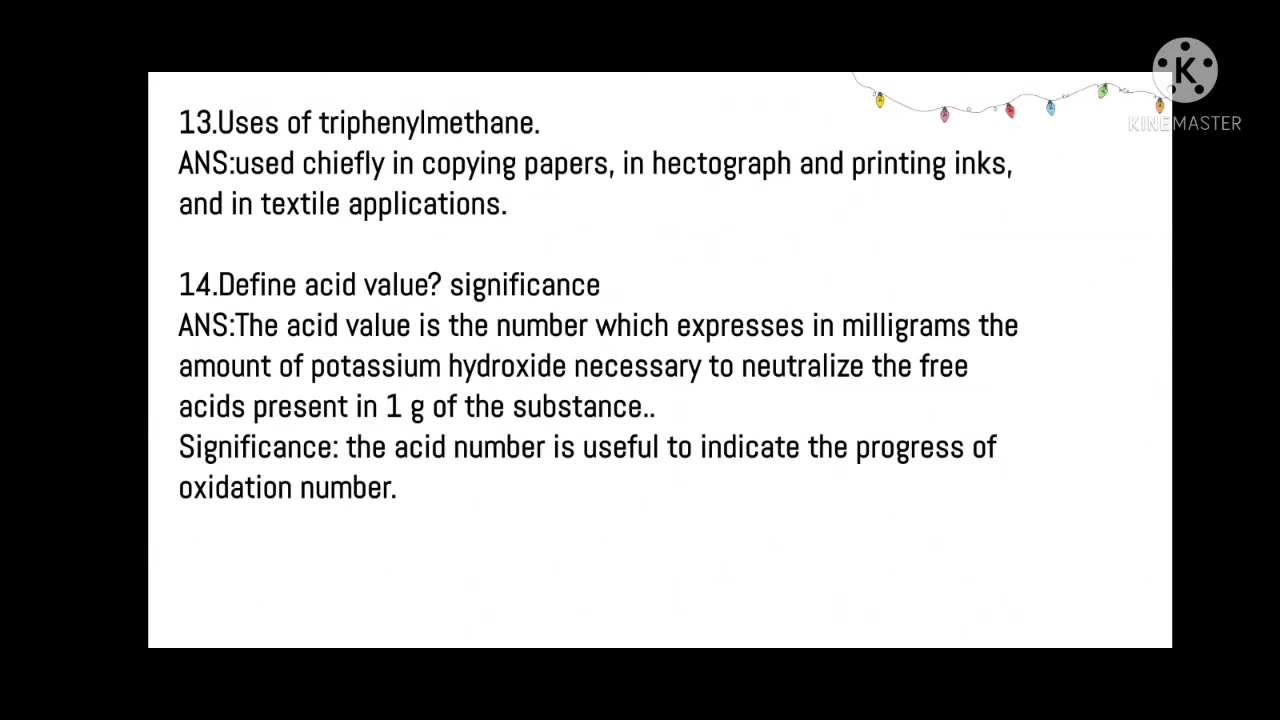 K
KINEMASTER
13.Uses of triphenylmethane.
ANS:used chiefly in copying papers, in hectograph and printing inks,
and in textile applications.
14.Define acid value? significance
ANS:The acid value is the number which expresses in milligrams the
amount of potassium hydroxide necessary to neutralize the free
acids present in 1 g of the substance..
Significance: the acid number is useful to indicate the progress of
oxidation number.